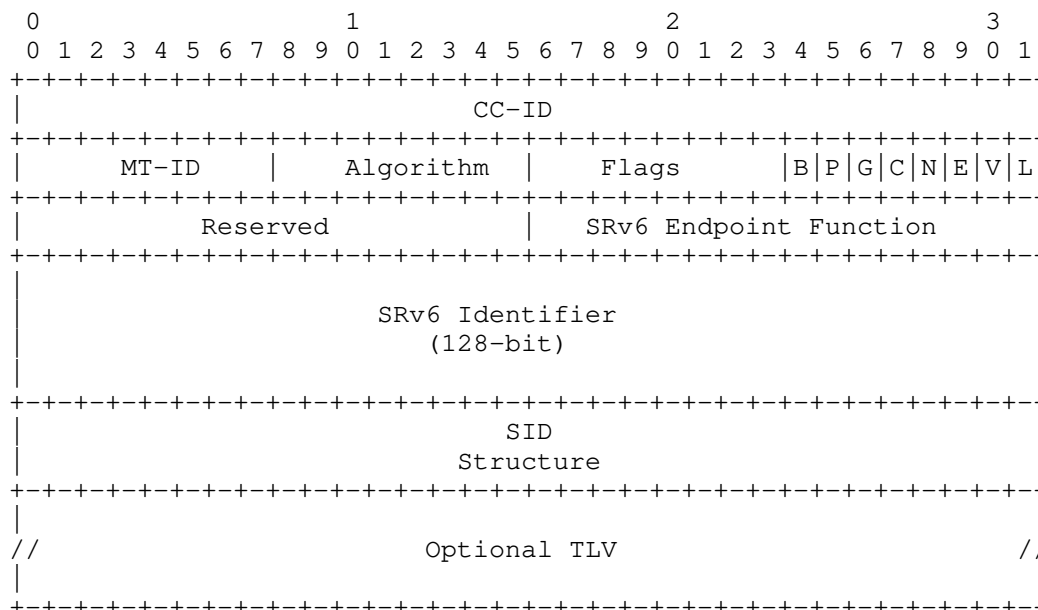 0                   1                   2                   3
0 1 2 3 4 5 6 7 8 9 0 1 2 3 4 5 6 7 8 9 0 1 2 3 4 5 6 7 8 9 0 1
+-+-+-+-+-+-+-+-+-+-+-+-+-+-+-+-+-+-+-+-+-+-+-+-+-+-+-+-+-+-+-+--
|                            CC-ID
+-+-+-+-+-+-+-+-+-+-+-+-+-+-+-+-+-+-+-+-+-+-+-+-+-+-+-+-+-+-+-+--
|      MT-ID    |    Algorithm  |    Flags      |B|P|G|C|N|E|V|L
+-+-+-+-+-+-+-+-+-+-+-+-+-+-+-+-+-+-+-+-+-+-+-+-+-+-+-+-+-+-+-+--
|           Reserved            |   SRv6 Endpoint Function
+-+-+-+-+-+-+-+-+-+-+-+-+-+-+-+-+-+-+-+-+-+-+-+-+-+-+-+-+-+-+-+--
|
|                      SRv6 Identifier
|                         (128-bit)
|
+-+-+-+-+-+-+-+-+-+-+-+-+-+-+-+-+-+-+-+-+-+-+-+-+-+-+-+-+-+-+-+--
|                              SID
|                           Structure
+-+-+-+-+-+-+-+-+-+-+-+-+-+-+-+-+-+-+-+-+-+-+-+-+-+-+-+-+-+-+-+--
|
//                        Optional TLV                         //
|
+-+-+-+-+-+-+-+-+-+-+-+-+-+-+-+-+-+-+-+-+-+-+-+-+-+-+-+-+-+-+-+--